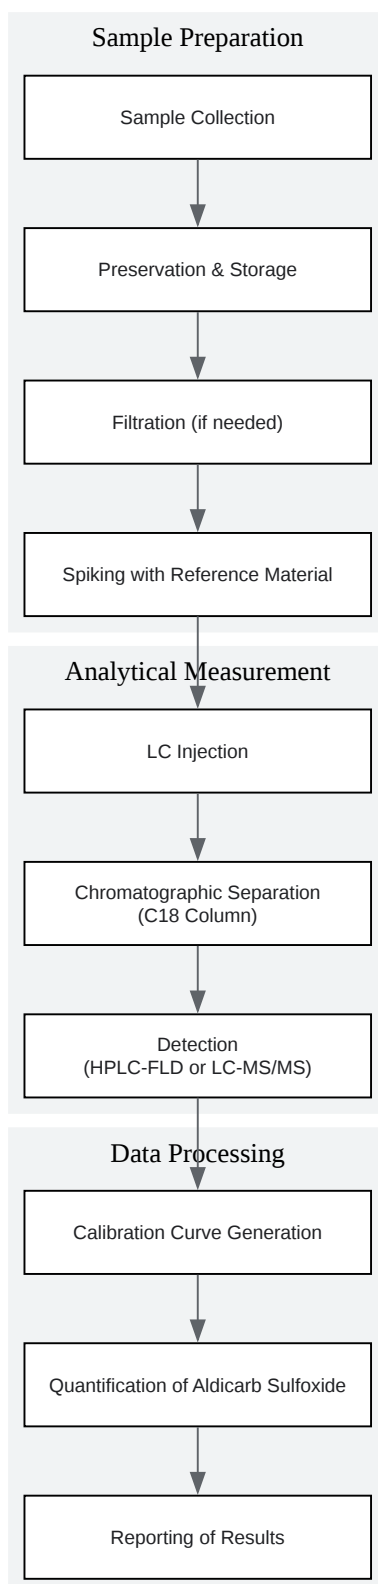 Sample Preparation
Sample Collection
Preservation & Storage
Filtration (if needed)
Spiking with Reference Material
Analytical Measurement
LC Injection
Chromatographic Separation
(C18 Column)
Detection
(HPLC-FLD or LC-MS/MS)
Data Processing
Calibration Curve Generation
Quantification of Aldicarb Sulfoxide
Reporting of Results